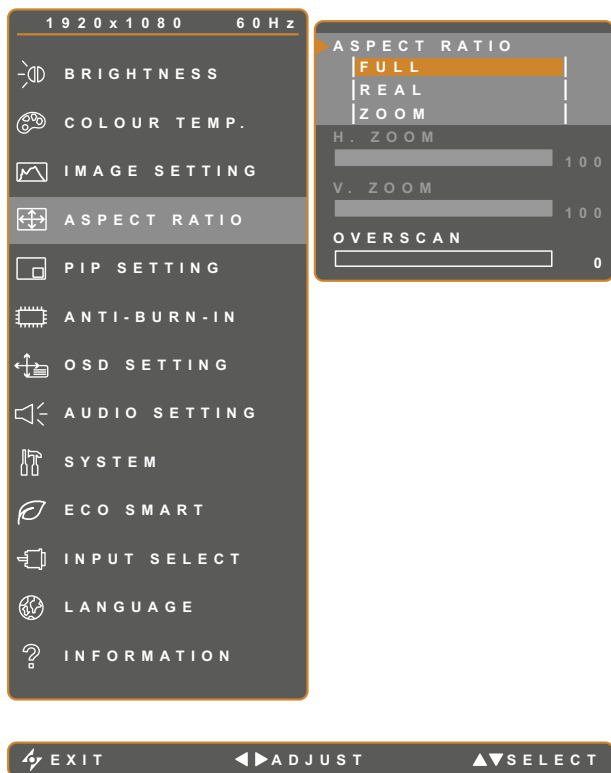 1920x1080 60Hz
BRIGHTNESS
COLOUR TEMP.
IMAGE SETTING
ASPECT RATIO
PIP SETTING
ANTI-BURN-IN
OSD SETTING
AUDIO SETTING
SYSTEM
ECO SMART
INPUT SELECT
LANGUAGE
INFORMATION
ASPECT RATIO
FULL
REAL
ZOOM
H. ZOOM
100
V. ZOOM
100
OVERSCAN
0
EXIT ADJUST SELECT